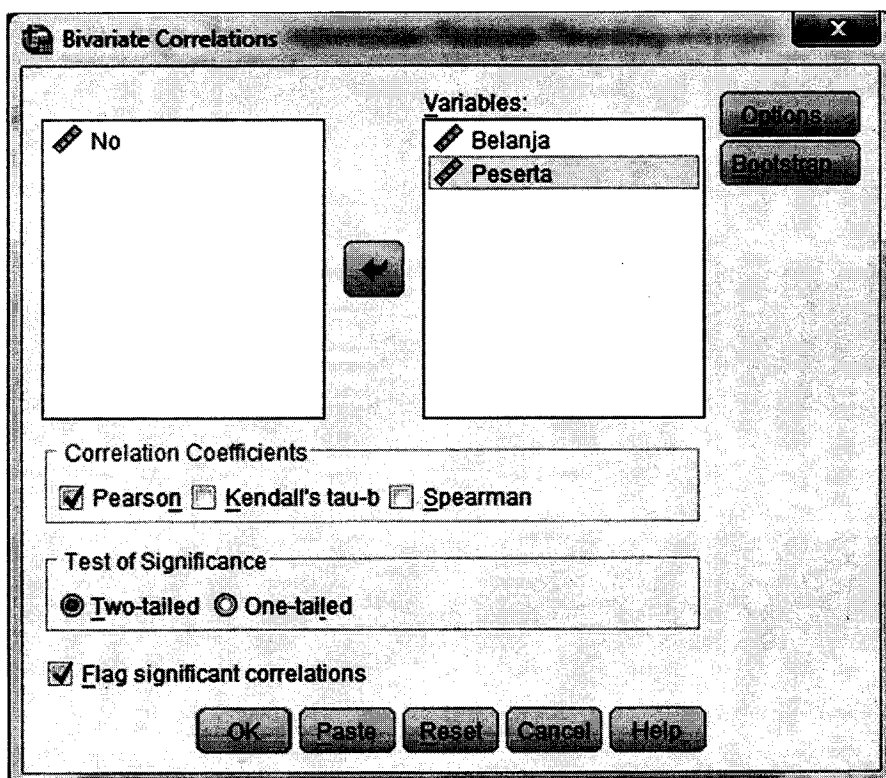 Bivariate Correlations
Variables:
No
Belanja
Peserta
Options...
Bootstrap...
Correlation Coefficients
Pearson Kendall's tau-b Spearman
Test of Significance
Two-tailed One-tailed
Flag significant correlations
OK Paste Reset Cancel Help